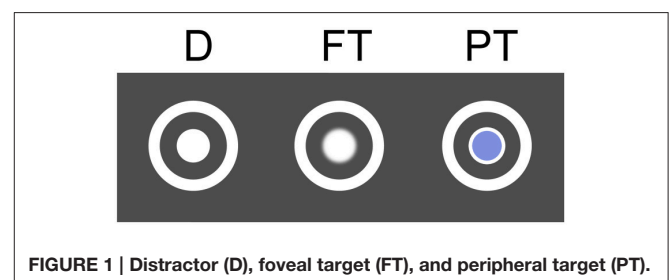 D FT PT
FIGURE 1 | Distractor (D), foveal target (FT), and peripheral target (PT).